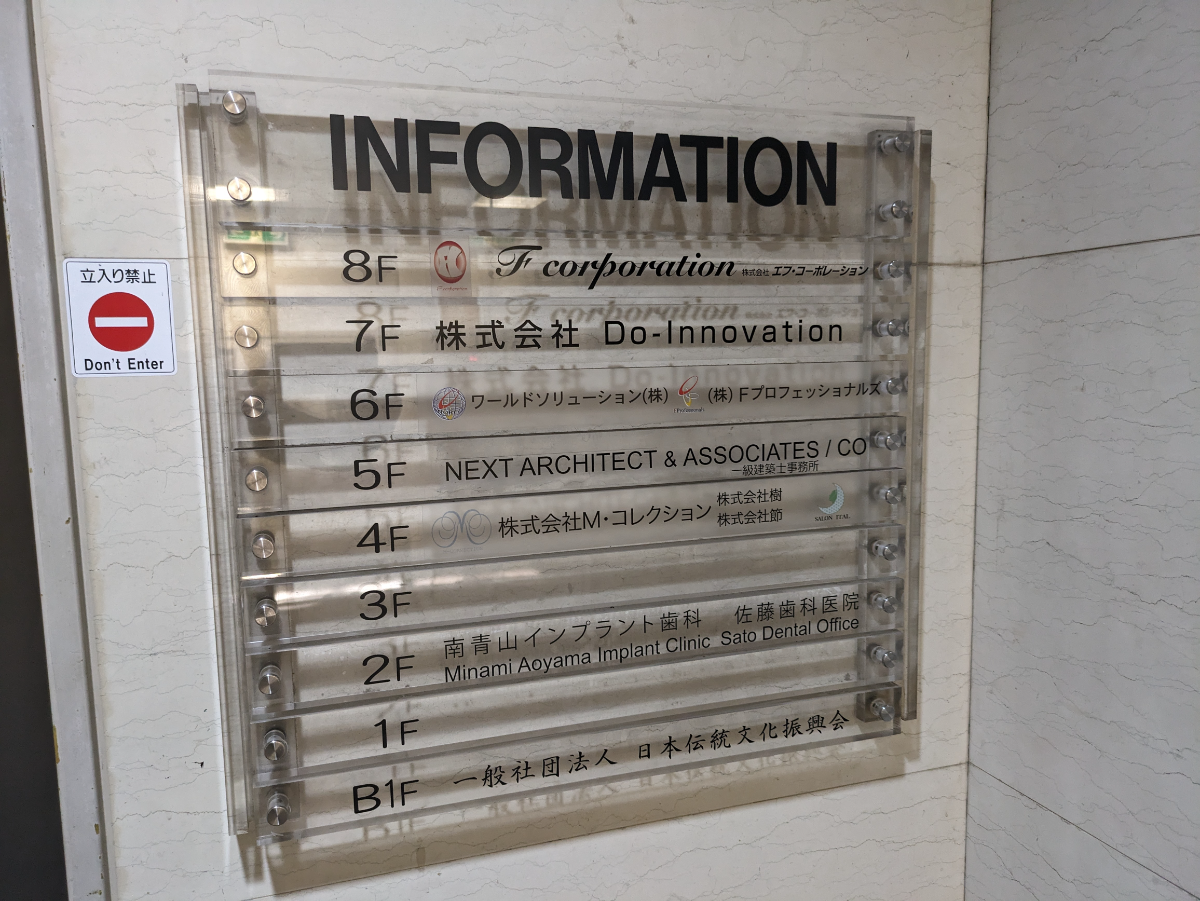 INFORMATION
8F F corporation 株式会社 エフ・コーポレーション
7F 株式会社 Do-Innovation
6F ワールドソリューション(株) (株)Fプロフェッショナルズ
5F NEXT ARCHITECT & ASSOCIATES / CO
一級建築士事務所
4F 株式会社M・コレクション 株式会社樹
株式会社節
SALON TEAL
3F
2F 南青山インプラント歯科 佐藤歯科医院
Minami Aoyama Implant Clinic Sato Dental Office
1F
B1F 一般社団法人 日本伝統文化振興会
立入り禁止
Don't Enter